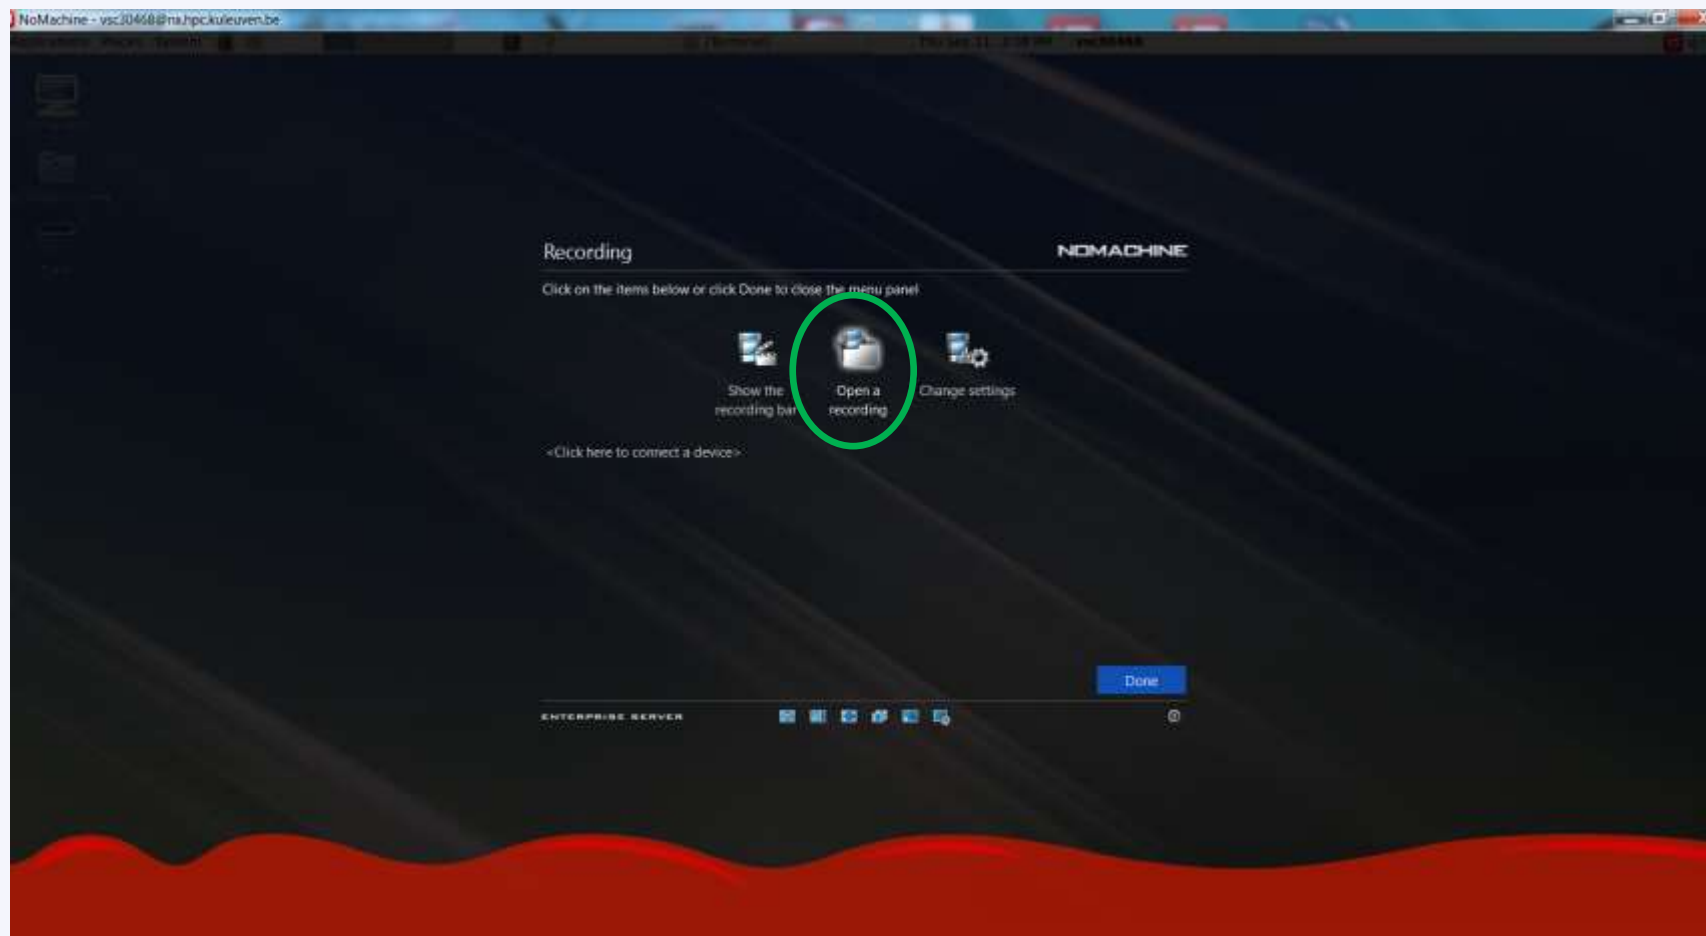 NoMachine - vsc30468@nx.hpc.kuleuven.be
Recording
NOMACHINE
Click on the items below or click Done to close the menu panel
Show the
recording bar
Open a
recording
Change settings
<Click here to connect a device>
Done
ENTERPRISE SERVER